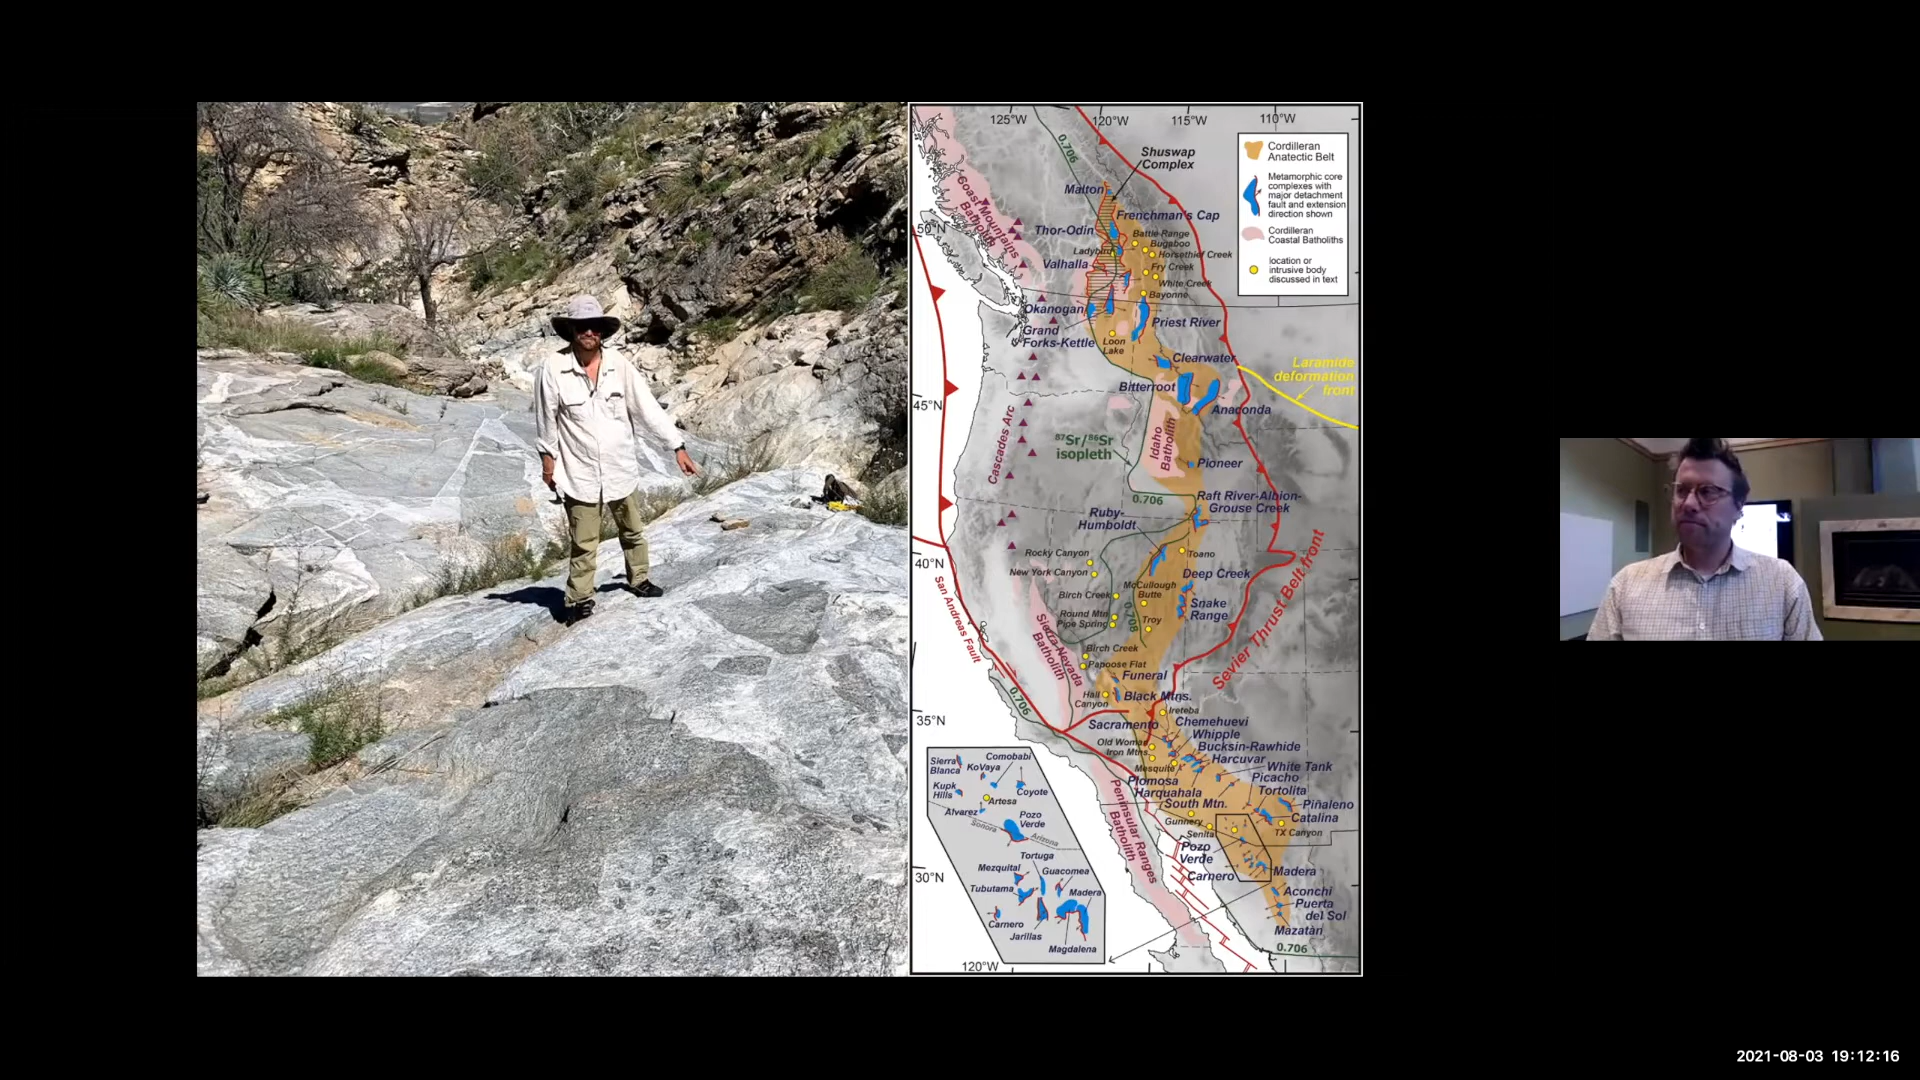 125°W
120°W
115°W
110°W
0.706
Shuswap
Complex
Cordilleran
Anatectic Belt
Metamorphic core
complexes with
major detachment
fault and extension
direction shown
Cordilleran
Coastal Batholiths
location or
intrusive body
discussed in text
Malton
Coast Mountains
Batholith
Frenchman's Cap
50°N
Thor-Odin
Battle Range
Bugaboo
Ladybird
Horsethief Creek
Valhalla
Fry Creek
White Creek
Bayonne
Okanogan
Priest River
Grand
Forks-Kettle
Loon
Lake
Clearwater
Laramide
deformation
front
Bitterroot
45°N
Anaconda
Cascades Arc
87Sr/86Sr
isopleth
Idaho
Batholith
Pioneer
0.706
Raft River-Albion-
Grouse Creek
Ruby-
Humboldt
40°N
Rocky Canyon
Toano
New York Canyon
Deep Creek
McCullough
Butte
Birch Creek
Snake
Range
Round Mtn
Pipe Spring
0.708
Troy
San Andreas Fault
Sierra Nevada
Batholith
Sevier Thrust Belt front
Birch Creek
Papoose Flat
Funeral
Hall
Canyon
Black Mtns.
0.706
35°N
Ireteba
Sacramento
Chemehuevi
Whipple
Old Woman
Iron Mtns
Bucksin-Rawhide
Harcuvar
Mesquite
White Tank
Plomosa
Picacho
Harquahala
Tortolita
South Mtn.
Piñaleno
Catalina
Gunnery
Senita
TX Canyon
Peninsular Ranges
Batholith
Pozo
Verde
Carnero
Madera
30°N
Aconchi
Puerta
del Sol
Mazatán
0.706
120°W
Sierra
Blanca
KoVaya
Comobabi
Kupk
Hills
Coyote
Artesa
Alvarez
Pozo
Verde
Sonora
Arizona
Tortuga
Mezquital
Guacomea
Tubutama
Madera
Carnero
Jarillas
Magdalena
2021-08-03 19:12:16